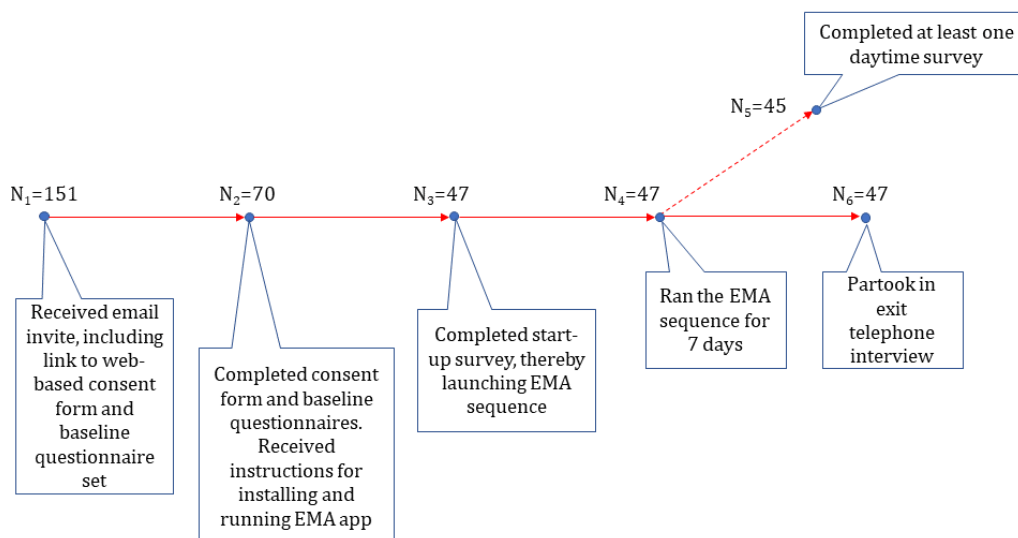 Completed at least one
daytime survey
N₅=45
N₁=151
N₂=70
N₃=47
N₄=47
N₆=47
Received email
invite, including
link to web-
based consent
form and
baseline
questionnaire
set
Completed consent
form and baseline
questionnaires.
Received
instructions for
installing and
running EMA app
Completed start-
up survey, thereby
launching EMA
sequence
Ran the EMA
sequence for
7 days
Partook in
exit
telephone
interview